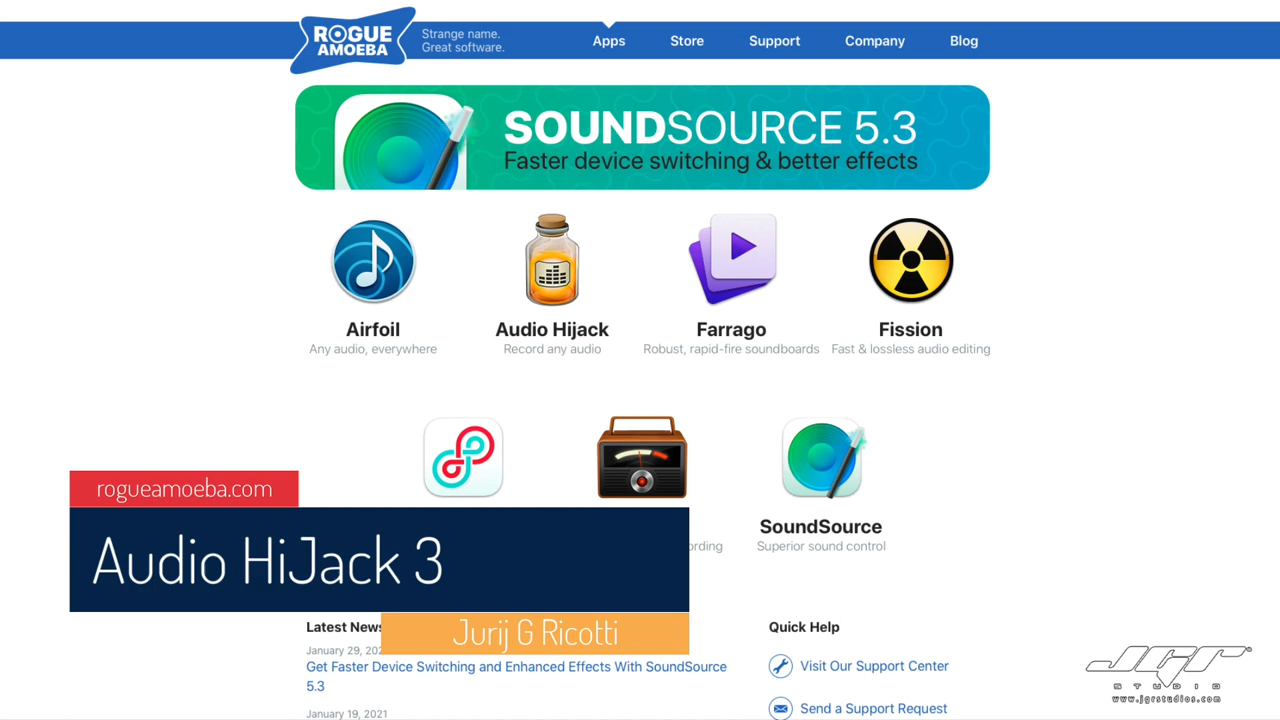 ROGUE
AMOEBA
Strange name.
Great software.
Apps
Store
Support
Company
Blog
SOUNDSOURCE 5.3
Faster device switching & better effects
Airfoil
Any audio, everywhere
Audio Hijack
Record any audio
Farrago
Robust, rapid-fire soundboards
Fission
Fast & lossless audio editing
SoundSource
Superior sound control
rogueamoeba.com
Audio HiJack 3
Jurij G Ricotti
Latest News
January 29,
Get Faster Device Switching and Enhanced Effects With SoundSource
5.3
January 19, 2021
Quick Help
Visit Our Support Center
Send a Support Request
JGR
STUDIO
www.jgrstudios.com